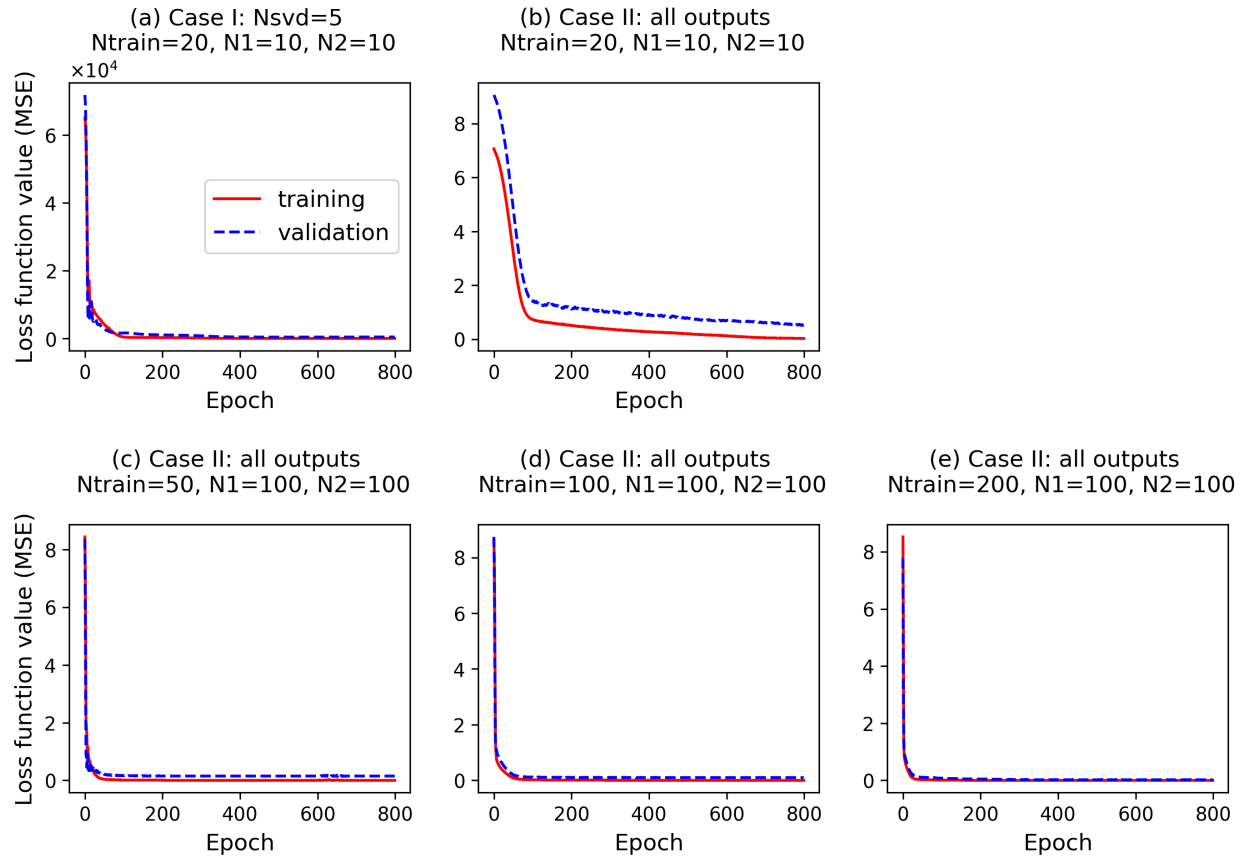 (a) Case I: Nsvd=5
Ntrain=20, N1=10, N2=10
×10⁴
Loss function value (MSE)
6
4
2
0
training
validation
0 200 400 600 800
Epoch
(b) Case II: all outputs
Ntrain=20, N1=10, N2=10
8
6
4
2
0
0 200 400 600 800
Epoch
(c) Case II: all outputs
Ntrain=50, N1=100, N2=100
Loss function value (MSE)
8
6
4
2
0
0 200 400 600 800
Epoch
(d) Case II: all outputs
Ntrain=100, N1=100, N2=100
8
6
4
2
0
0 200 400 600 800
Epoch
(e) Case II: all outputs
Ntrain=200, N1=100, N2=100
8
6
4
2
0
0 200 400 600 800
Epoch